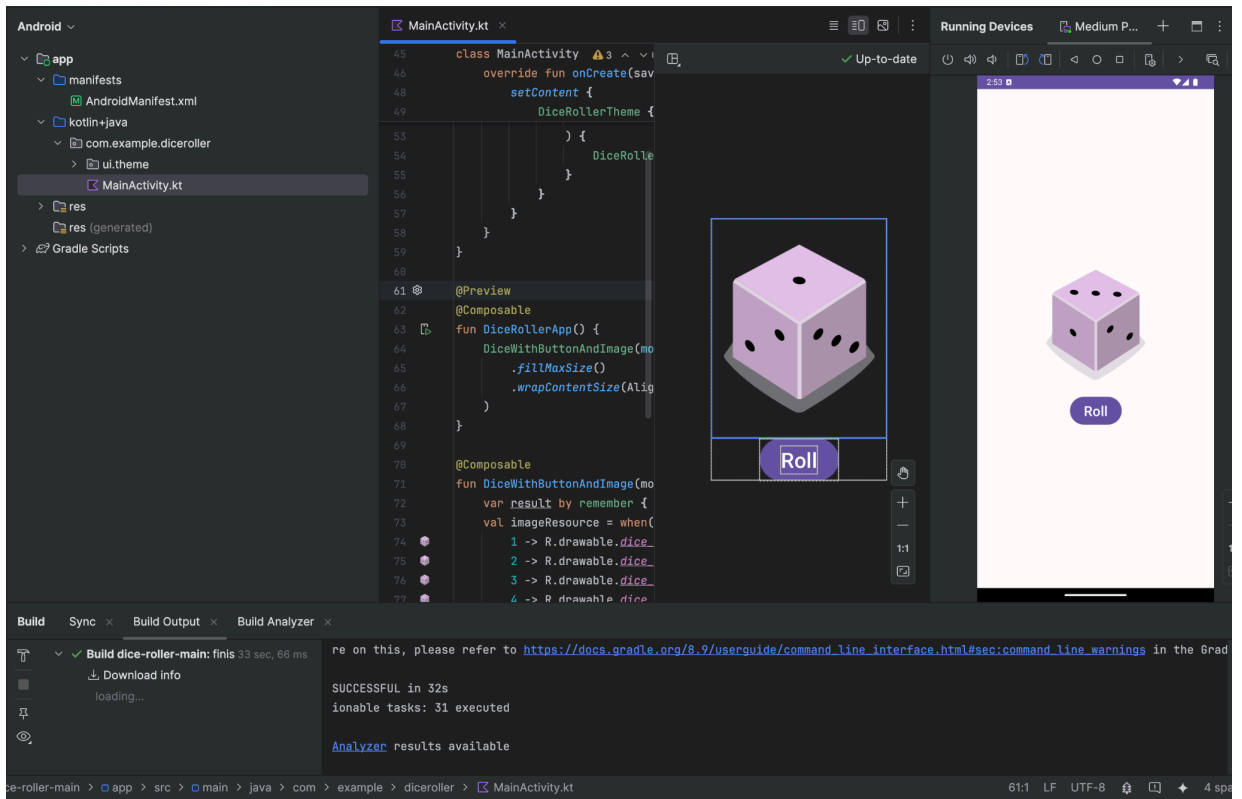 Android
MainActivity.kt
Running Devices
Medium P...
app
manifests
AndroidManifest.xml
kotlin+java
com.example.diceroller
ui.theme
MainActivity.kt
res
res (generated)
Gradle Scripts
45 class MainActivity 3
46 override fun onCreate(sav
48 setContent {
49 DiceRollerTheme {
53 ) {
54 DiceRolle
55 }
56 }
57 }
58 }
59 }
60
61 @Preview
62 @Composable
63 fun DiceRollerApp() {
64 DiceWithButtonAndImage(mo
65 .fillMaxSize()
66 .wrapContentSize(Alig
67 )
68 }
69
70 @Composable
71 fun DiceWithButtonAndImage(mo
72 var result by remember {
73 val imageResource = when(
74 1 -> R.drawable.dice_
75 2 -> R.drawable.dice_
76 3 -> R.drawable.dice_
77 4 -> R.drawable.dice
Up-to-date
Roll
1:1
2:53
Roll
Build
Sync
Build Output
Build Analyzer
Build dice-roller-main: finis 33 sec, 66 ms
Download info
loading...
re on this, please refer to https://docs.gradle.org/8.9/userguide/command_line_interface.html#sec:command_line_warnings in the Grad
SUCCESSFUL in 32s
ionable tasks: 31 executed
Analyzer results available
ce-roller-main > app > src > main > java > com > example > diceroller > MainActivity.kt
61:1 LF UTF-8 4 spa